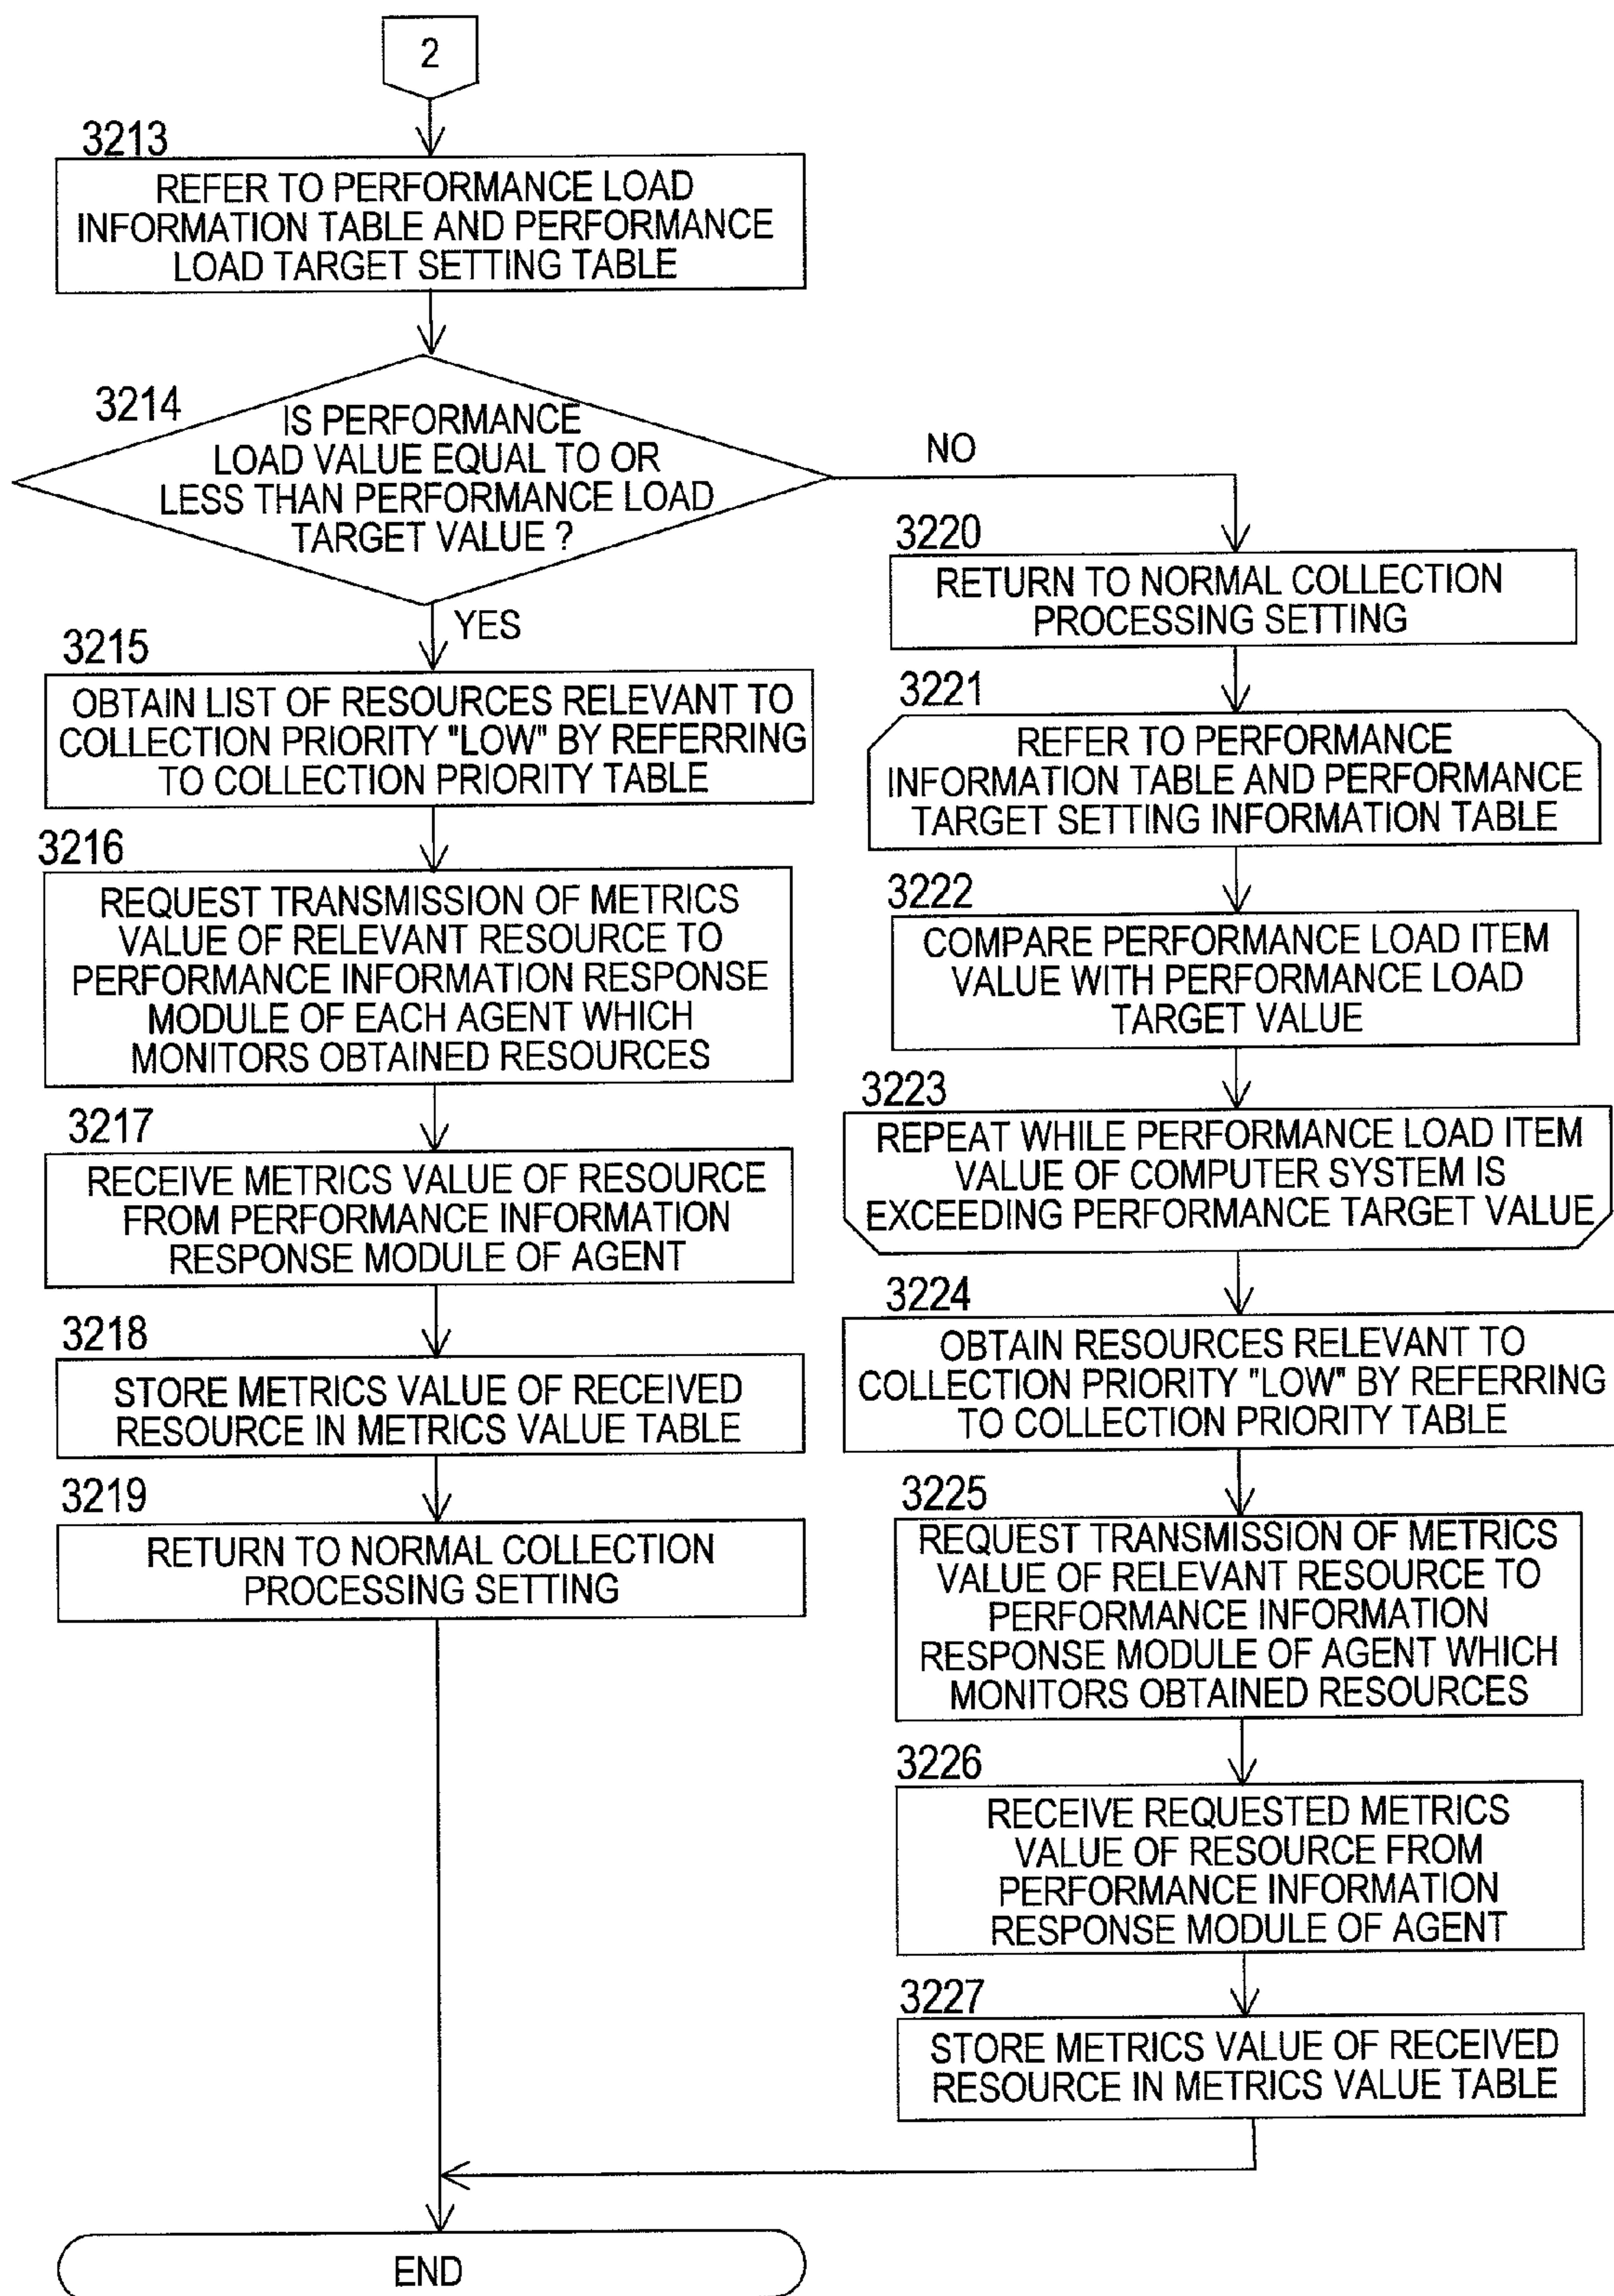 2
3213
REFER TO PERFORMANCE LOAD
INFORMATION TABLE AND PERFORMANCE
LOAD TARGET SETTING TABLE
3214
IS PERFORMANCE
LOAD VALUE EQUAL TO OR
LESS THAN PERFORMANCE LOAD
TARGET VALUE ?
NO
YES
3215
OBTAIN LIST OF RESOURCES RELEVANT TO
COLLECTION PRIORITY "LOW" BY REFERRING
TO COLLECTION PRIORITY TABLE
3216
REQUEST TRANSMISSION OF METRICS
VALUE OF RELEVANT RESOURCE TO
PERFORMANCE INFORMATION RESPONSE
MODULE OF EACH AGENT WHICH
MONITORS OBTAINED RESOURCES
3217
RECEIVE METRICS VALUE OF RESOURCE
FROM PERFORMANCE INFORMATION
RESPONSE MODULE OF AGENT
3218
STORE METRICS VALUE OF RECEIVED
RESOURCE IN METRICS VALUE TABLE
3219
RETURN TO NORMAL COLLECTION
PROCESSING SETTING
3220
RETURN TO NORMAL COLLECTION
PROCESSING SETTING
3221
REFER TO PERFORMANCE
INFORMATION TABLE AND PERFORMANCE
TARGET SETTING INFORMATION TABLE
3222
COMPARE PERFORMANCE LOAD ITEM
VALUE WITH PERFORMANCE LOAD
TARGET VALUE
3223
REPEAT WHILE PERFORMANCE LOAD ITEM
VALUE OF COMPUTER SYSTEM IS
EXCEEDING PERFORMANCE TARGET VALUE
3224
OBTAIN RESOURCES RELEVANT TO
COLLECTION PRIORITY "LOW" BY REFERRING
TO COLLECTION PRIORITY TABLE
3225
REQUEST TRANSMISSION OF METRICS
VALUE OF RELEVANT RESOURCE TO
PERFORMANCE INFORMATION
RESPONSE MODULE OF AGENT WHICH
MONITORS OBTAINED RESOURCES
3226
RECEIVE REQUESTED METRICS
VALUE OF RESOURCE FROM
PERFORMANCE INFORMATION
RESPONSE MODULE OF AGENT
3227
STORE METRICS VALUE OF RECEIVED
RESOURCE IN METRICS VALUE TABLE
END